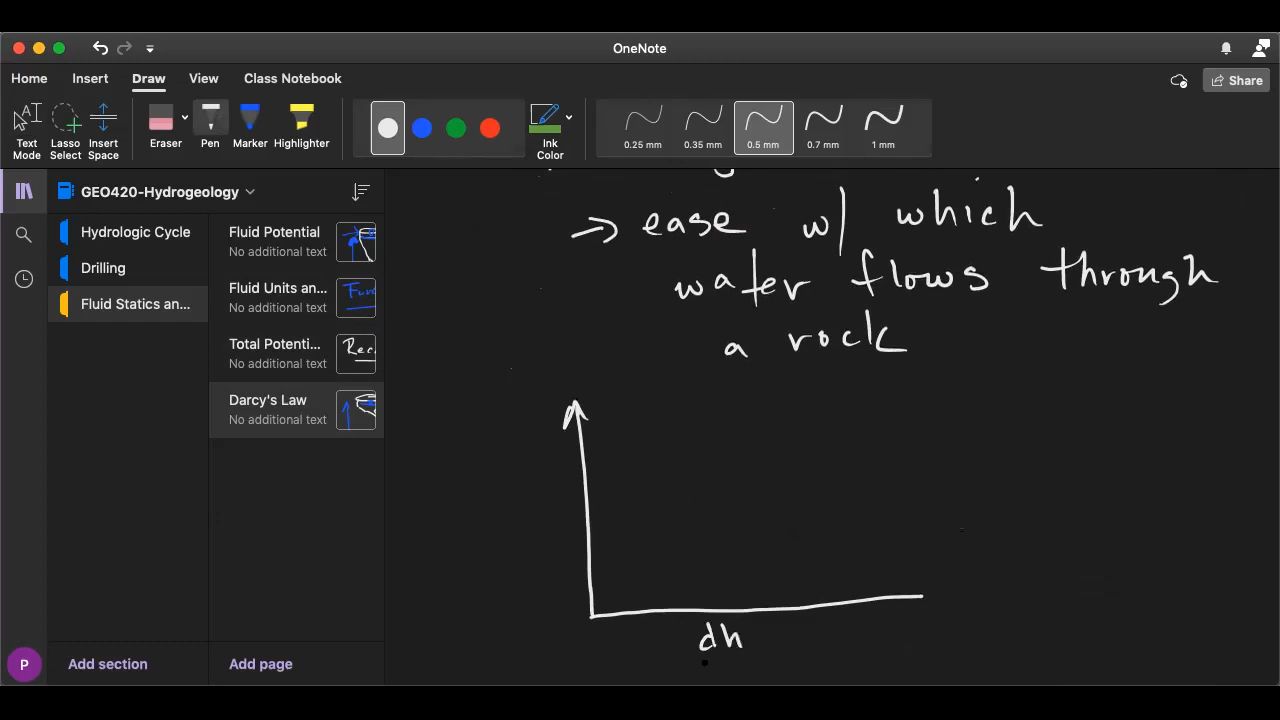 OneNote
Home Insert Draw View Class Notebook
Share
Text Mode
Lasso Select
Insert Space
Eraser
Pen
Marker
Highlighter
Ink Color
0.25 mm
0.35 mm
0.5 mm
0.7 mm
1 mm
GEO420-Hydrogeology
Hydrologic Cycle
Drilling
Fluid Statics an...
Fluid Potential
No additional text
Fluid Units an...
No additional text
Total Potenti...
No additional text
Rec
Darcy's Law
No additional text
→ ease w/ which
water flows through
a rock
dh
P
Add section
Add page